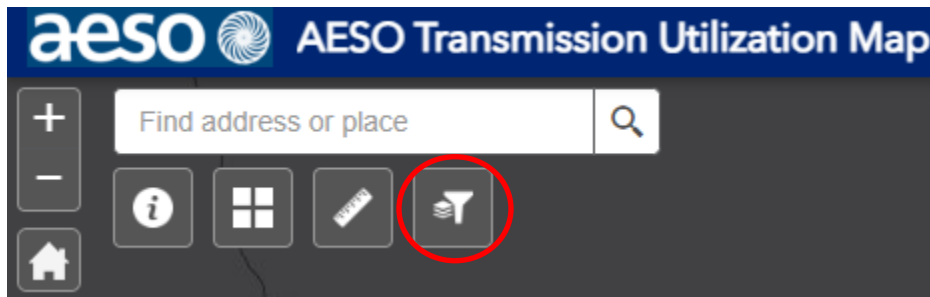 aeso AESO Transmission Utilization Map
Find address or place